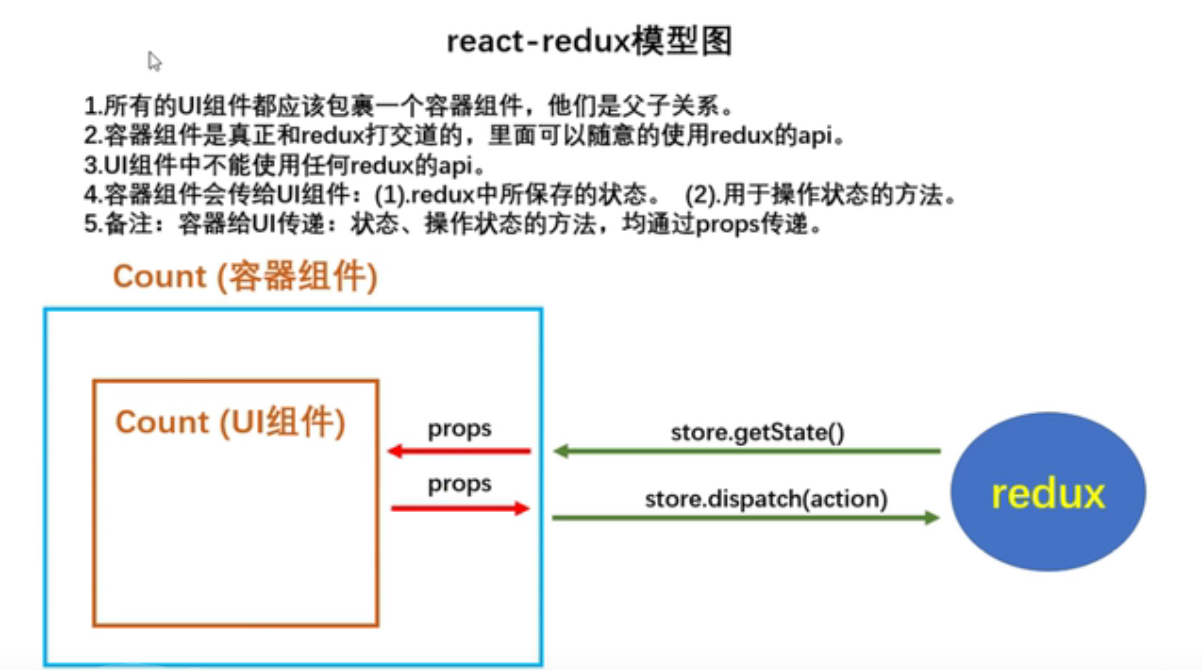 react-redux模型图
1.所有的UI组件都应该包裹一个容器组件，他们是父子关系。
2.容器组件是真正和redux打交道的，里面可以随意的使用redux的api。
3.UI组件中不能使用任何redux的api。
4.容器组件会传给UI组件：(1).redux中所保存的状态。 (2).用于操作状态的方法。
5.备注：容器给UI传递：状态、操作状态的方法，均通过props传递。
Count (容器组件)
Count (UI组件)
props
store.getState()
props
store.dispatch(action)
redux